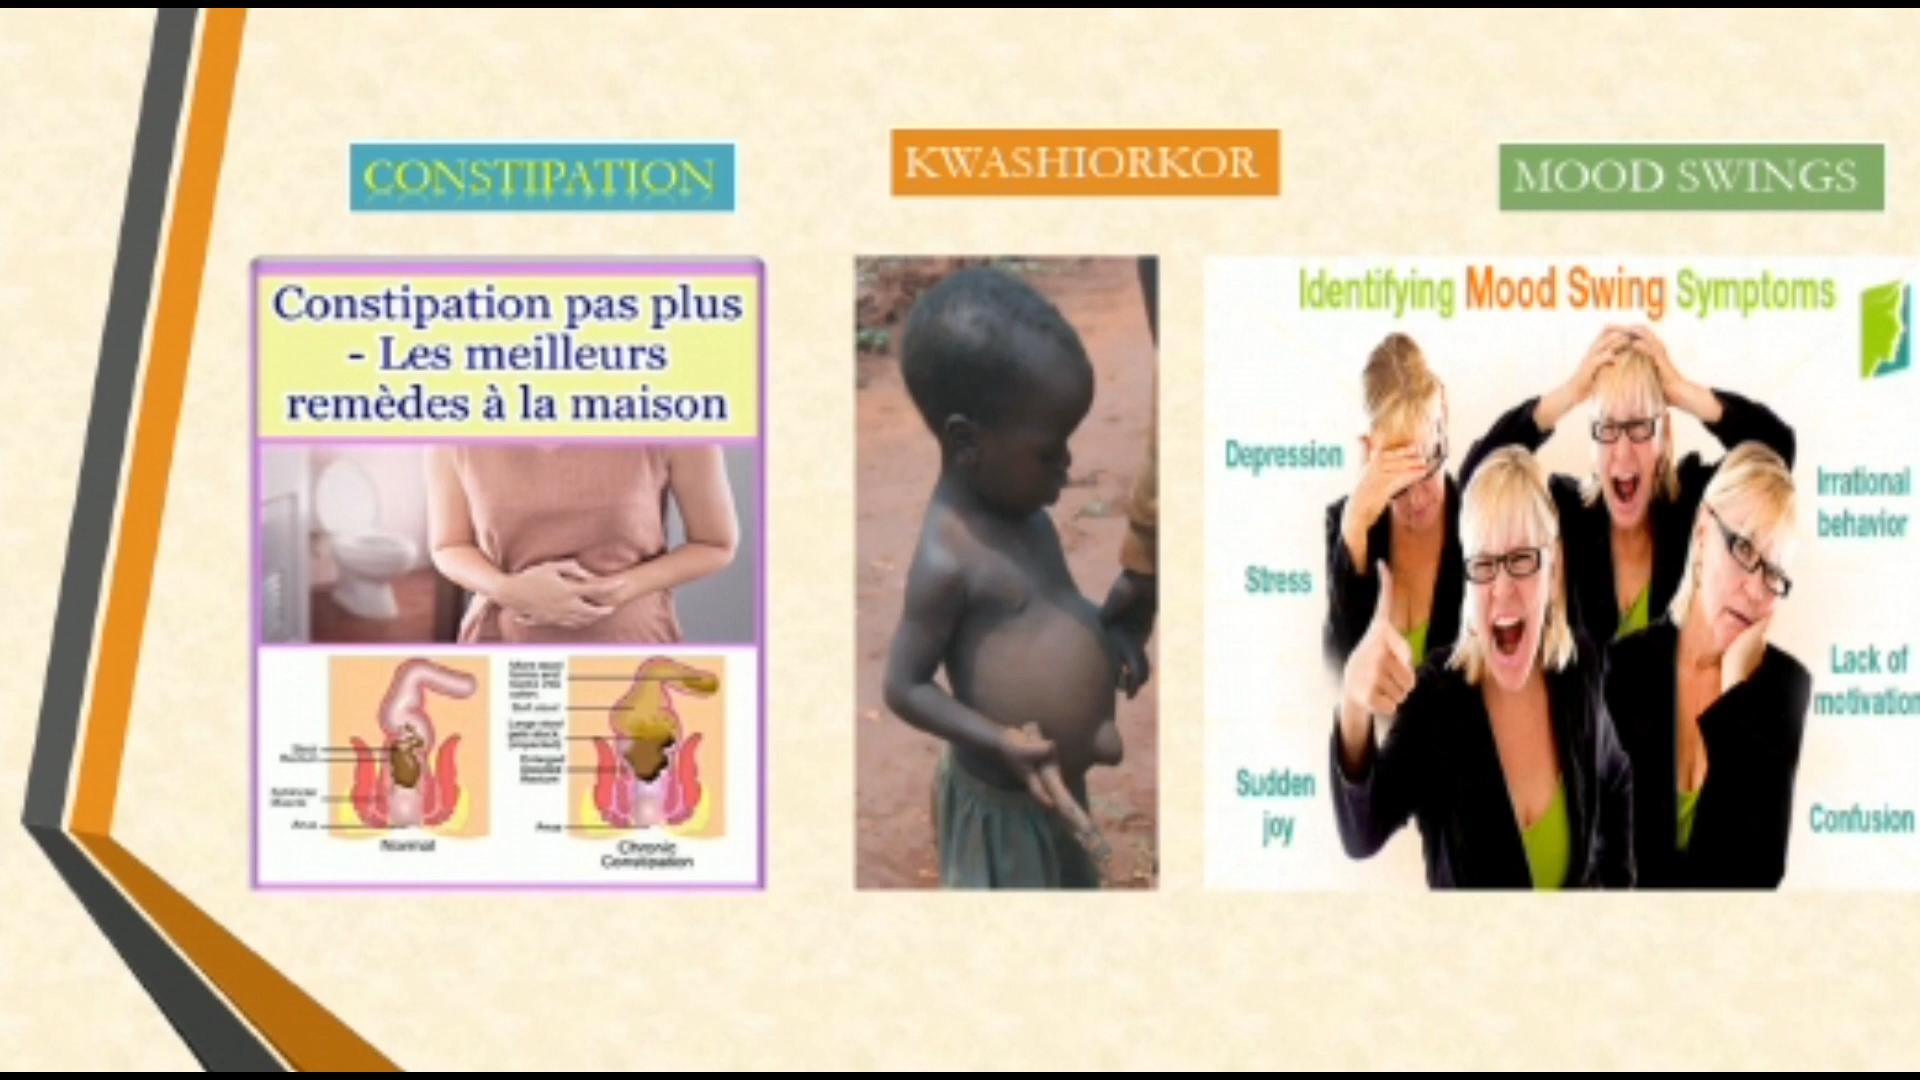 CONSTIPATION
KWASHIORKOR
MOOD SWINGS
Constipation pas plus
- Les meilleurs
remèdes à la maison
Normal
Chronic
Constipation
Identifying Mood Swing Symptoms
Depression
Irrational
behavior
Stress
Lack of
motivation
Sudden
joy
Confusion